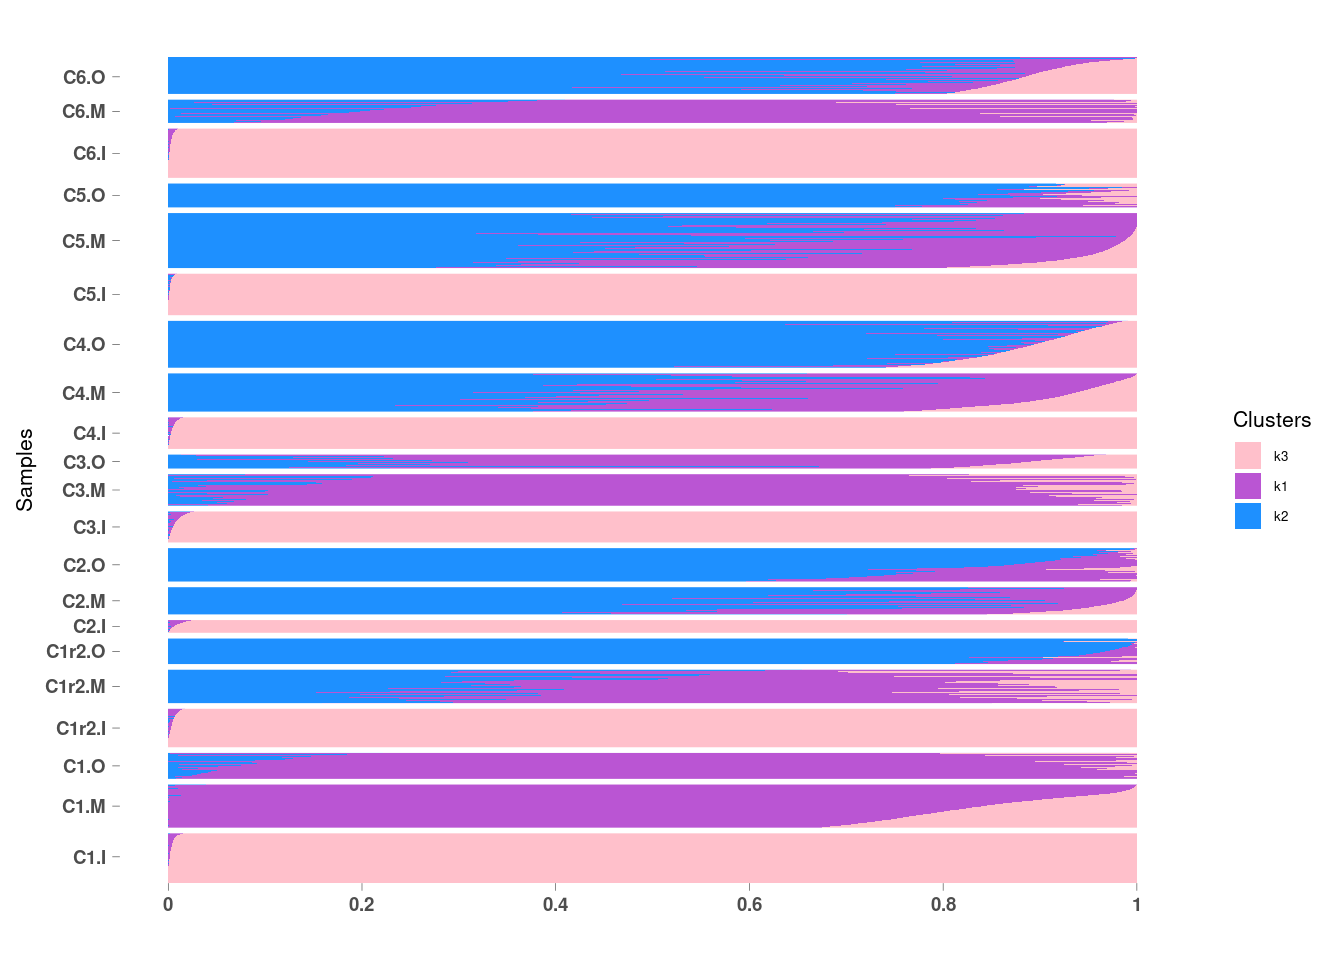 C6.O
C6.M
C6.I
C5.O
C5.M
C5.I
C4.O
C4.M
C4.I
C3.O
C3.M
C3.I
C2.O
C2.M
C2.I
C1r2.O
C1r2.M
C1r2.I
C1.O
C1.M
C1.I
Samples
0 0.2 0.4 0.6 0.8 1
Clusters
k3
k1
k2